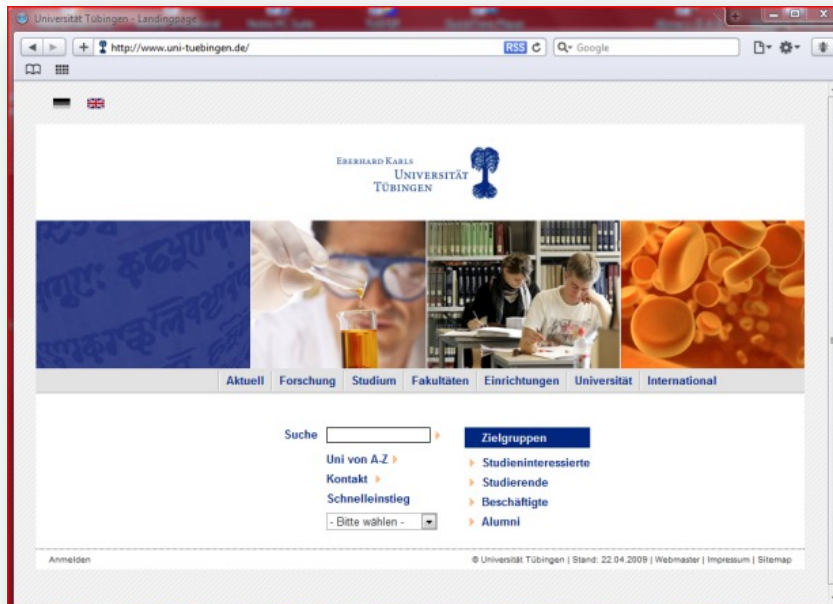 Universität Tübingen - Landingpage
http://www.uni-tuebingen.de/
RSS
Google
EBERHARD KARLS
UNIVERSITÄT
TÜBINGEN
Aktuell Forschung Studium Fakultäten Einrichtungen Universität International
Suche
Uni von A-Z
Kontakt
Schnelleinstieg
- Bitte wählen -
Zielgruppen
Studieninteressierte
Studierende
Beschäftigte
Alumni
Anmelden
© Universität Tübingen | Stand: 22.04.2009 | Webmaster | Impressum | Sitemap